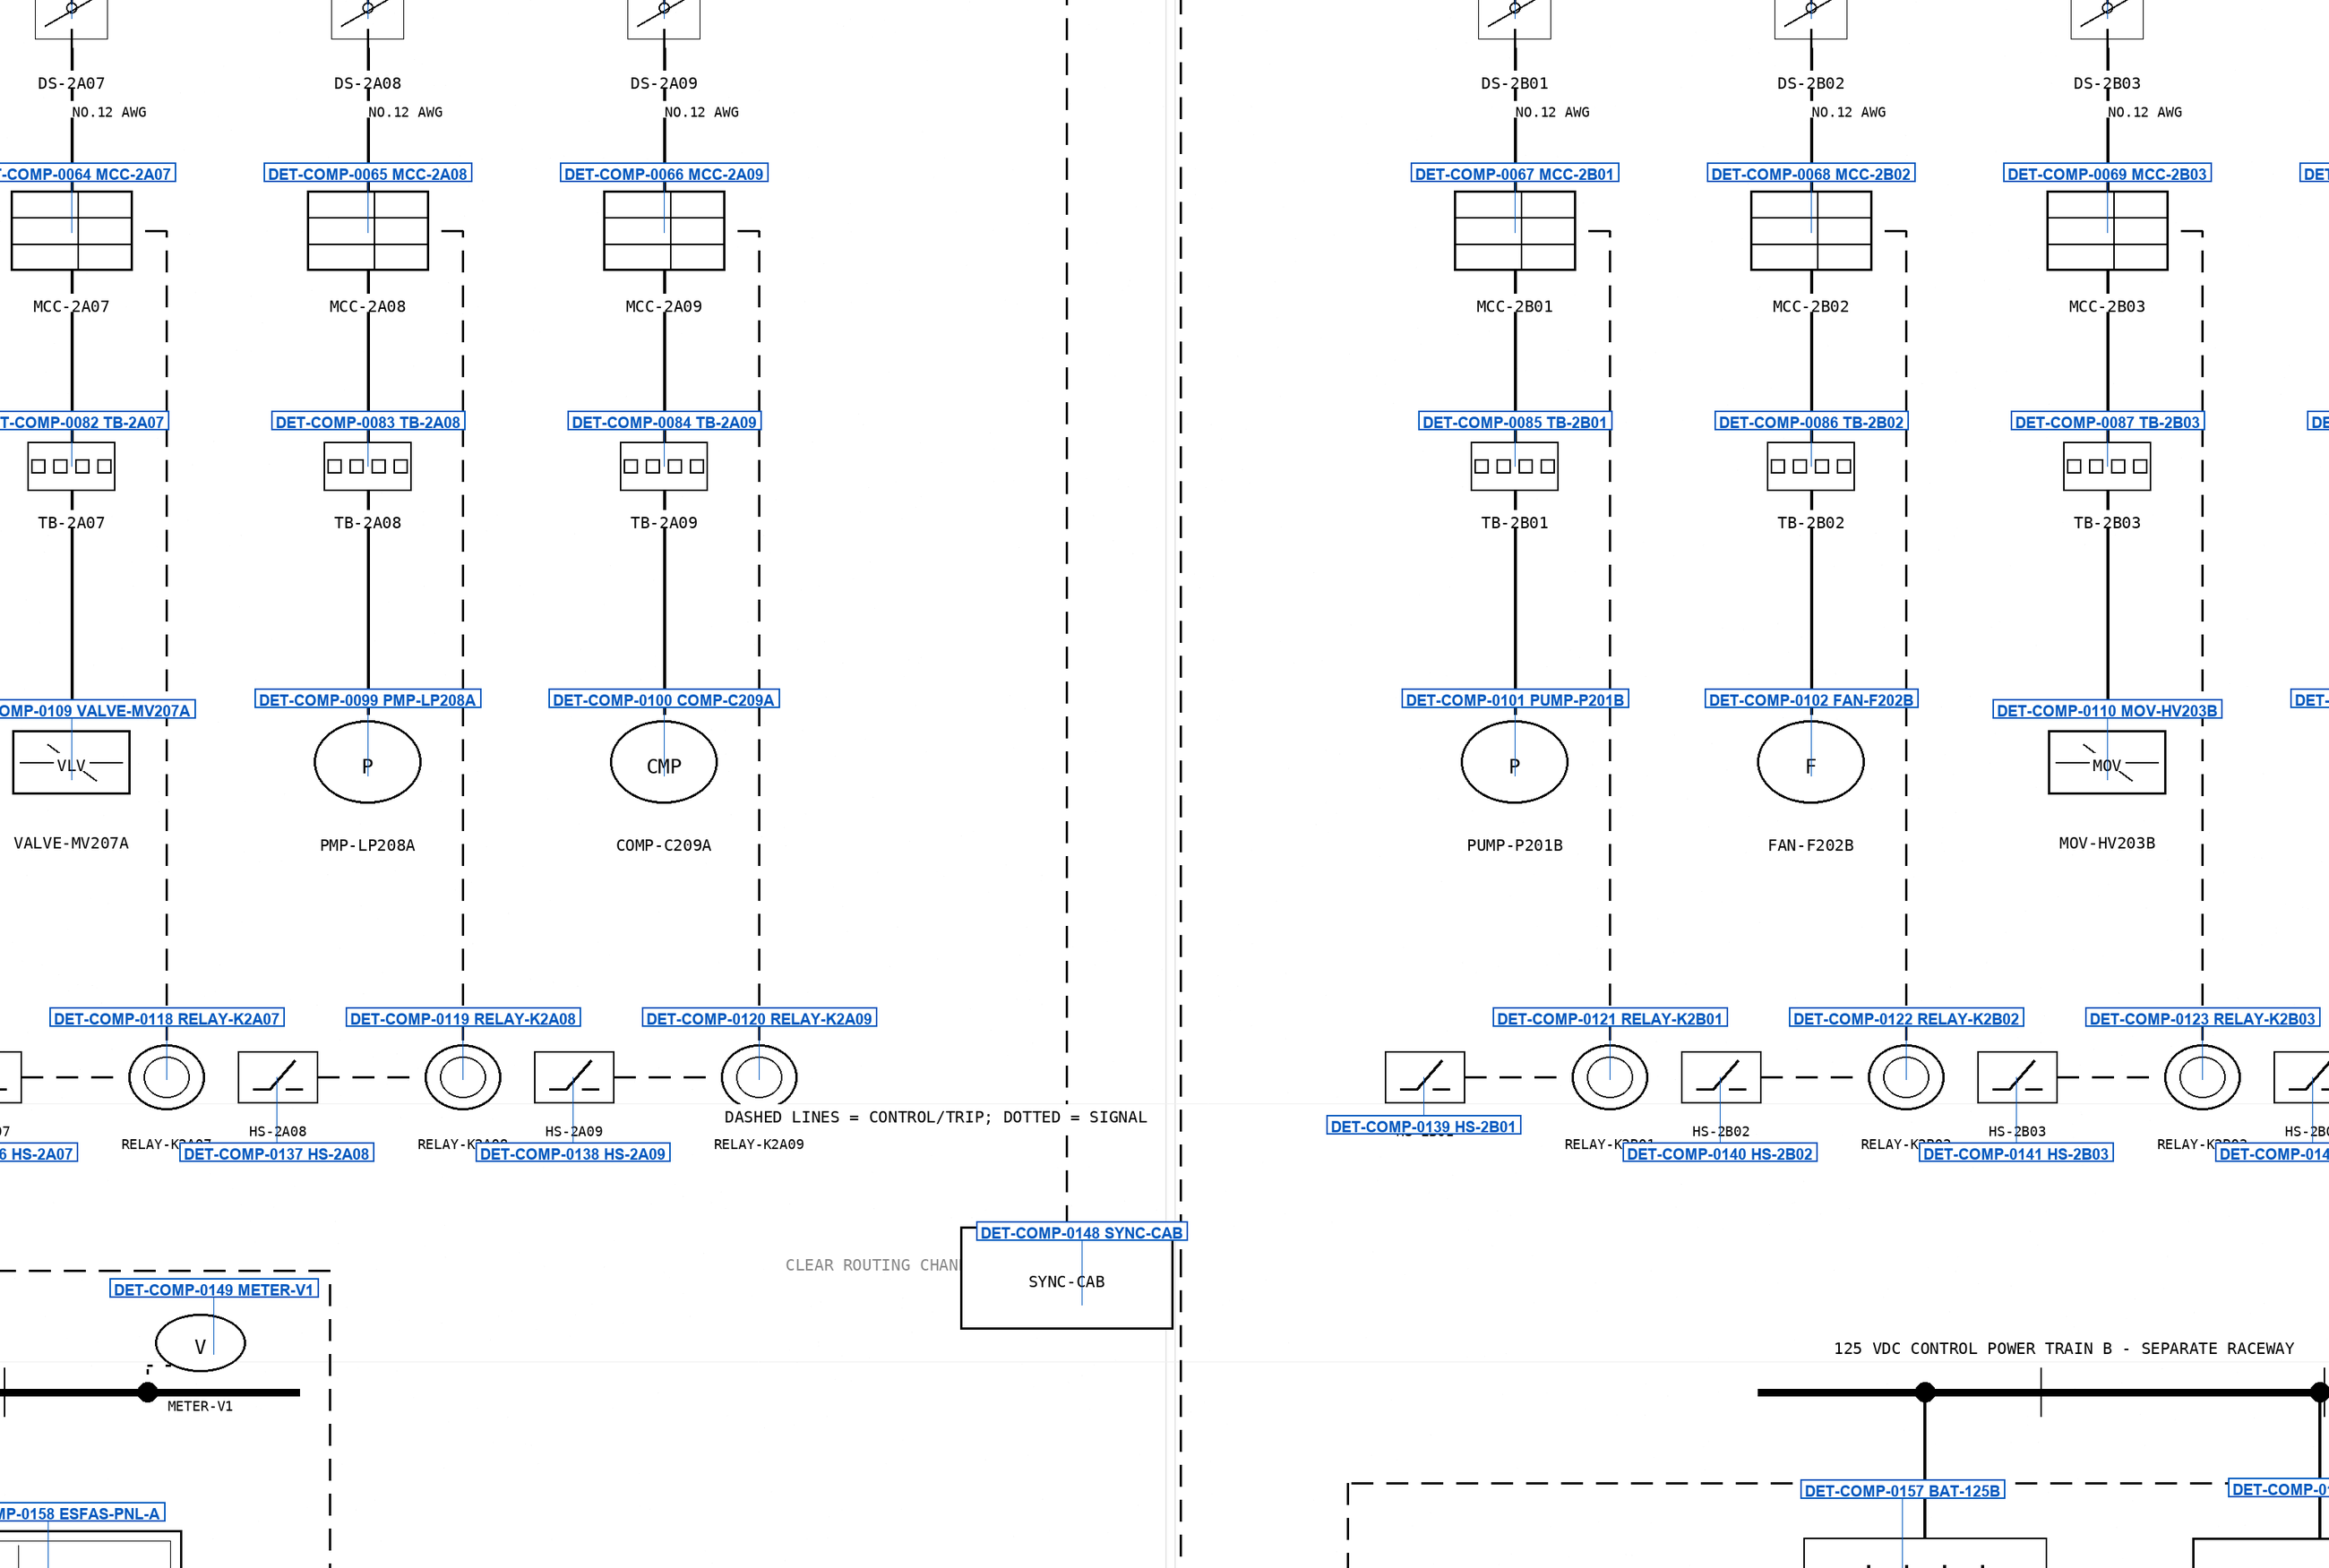 DS-2A07 DS-2A08 DS-2A09 DS-2B01 DS-2B02 DS-2B03
NO.12 AWG NO.12 AWG NO.12 AWG NO.12 AWG NO.12 AWG NO.12 AWG
T-COMP-0064 MCC-2A07 DET-COMP-0065 MCC-2A08 DET-COMP-0066 MCC-2A09 DET-COMP-0067 MCC-2B01 DET-COMP-0068 MCC-2B02 DET-COMP-0069 MCC-2B03
MCC-2A07 MCC-2A08 MCC-2A09 MCC-2B01 MCC-2B02 MCC-2B03
T-COMP-0082 TB-2A07 DET-COMP-0083 TB-2A08 DET-COMP-0084 TB-2A09 DET-COMP-0085 TB-2B01 DET-COMP-0086 TB-2B02 DET-COMP-0087 TB-2B03
TB-2A07 TB-2A08 TB-2A09 TB-2B01 TB-2B02 TB-2B03
OMP-0109 VALVE-MV207A DET-COMP-0099 PMP-LP208A DET-COMP-0100 COMP-C209A DET-COMP-0101 PUMP-P201B DET-COMP-0102 FAN-F202B DET-COMP-0110 MOV-HV203B DET-
VLV P CMP P F MOV
VALVE-MV207A PMP-LP208A COMP-C209A PUMP-P201B FAN-F202B MOV-HV203B
DET-COMP-0118 RELAY-K2A07 DET-COMP-0119 RELAY-K2A08 DET-COMP-0120 RELAY-K2A09 DET-COMP-0121 RELAY-K2B01 DET-COMP-0122 RELAY-K2B02 DET-COMP-0123 RELAY-K2B03
DASHED LINES = CONTROL/TRIP; DOTTED = SIGNAL
DET-COMP-0139 HS-2B01
07 HS-2A08 HS-2A09 HS-2B02 HS-2B03
RELAY-K2A09
6 HS-2A07 DET-COMP-0137 HS-2A08 DET-COMP-0138 HS-2A09 DET-COMP-0140 HS-2B02 DET-COMP-0141 HS-2B03 DET-COMP-014
DET-COMP-0148 SYNC-CAB
CLEAR ROUTING CHAN
SYNC-CAB
DET-COMP-0149 METER-V1
V
125 VDC CONTROL POWER TRAIN B - SEPARATE RACEWAY
METER-V1
DET-COMP-0157 BAT-125B
MP-0158 ESFAS-PNL-A